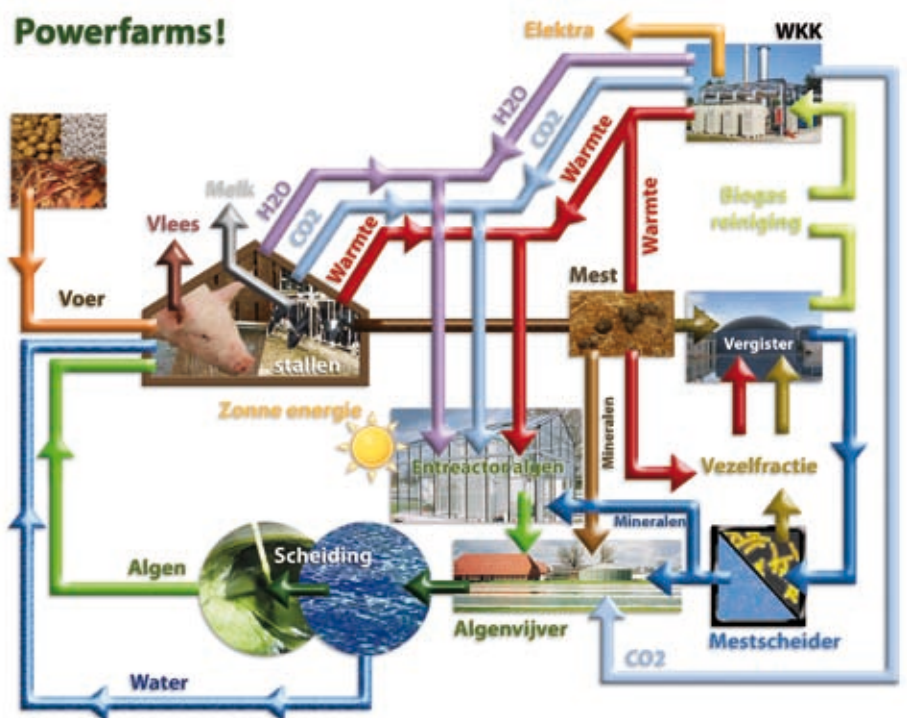 Powerfarms!
Elektra
WKK
H2O
CO2
Warmte
Melk
H2O
CO2
Warmte
Warmte
Biogas
reiniging
Vlees
Voer
Mest
stallen
Vergister
Zonne energie
Mineralen
Entreactor algen
Vezelfractie
Mineralen
Scheiding
Algen
Algenvijver
Mestscheider
CO2
Water